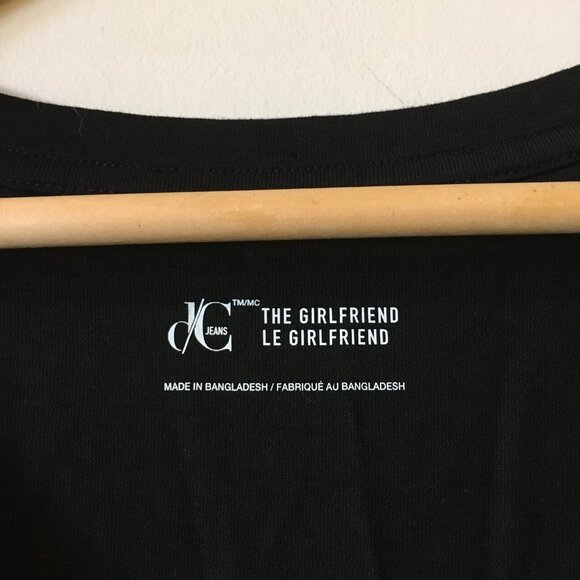 d/C JEANS TM/MC
THE GIRLFRIEND
LE GIRLFRIEND
MADE IN BANGLADESH / FABRIQUÉ AU BANGLADESH